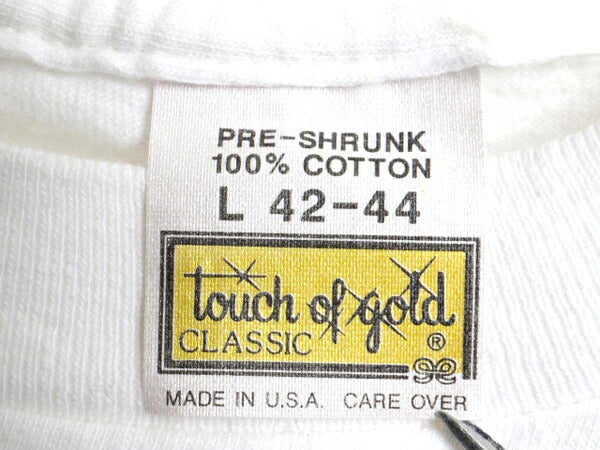 PRE-SHRUNK
100% COTTON
L 42-44
touch of gold
CLASSIC ®
MADE IN U.S.A. CARE OVER